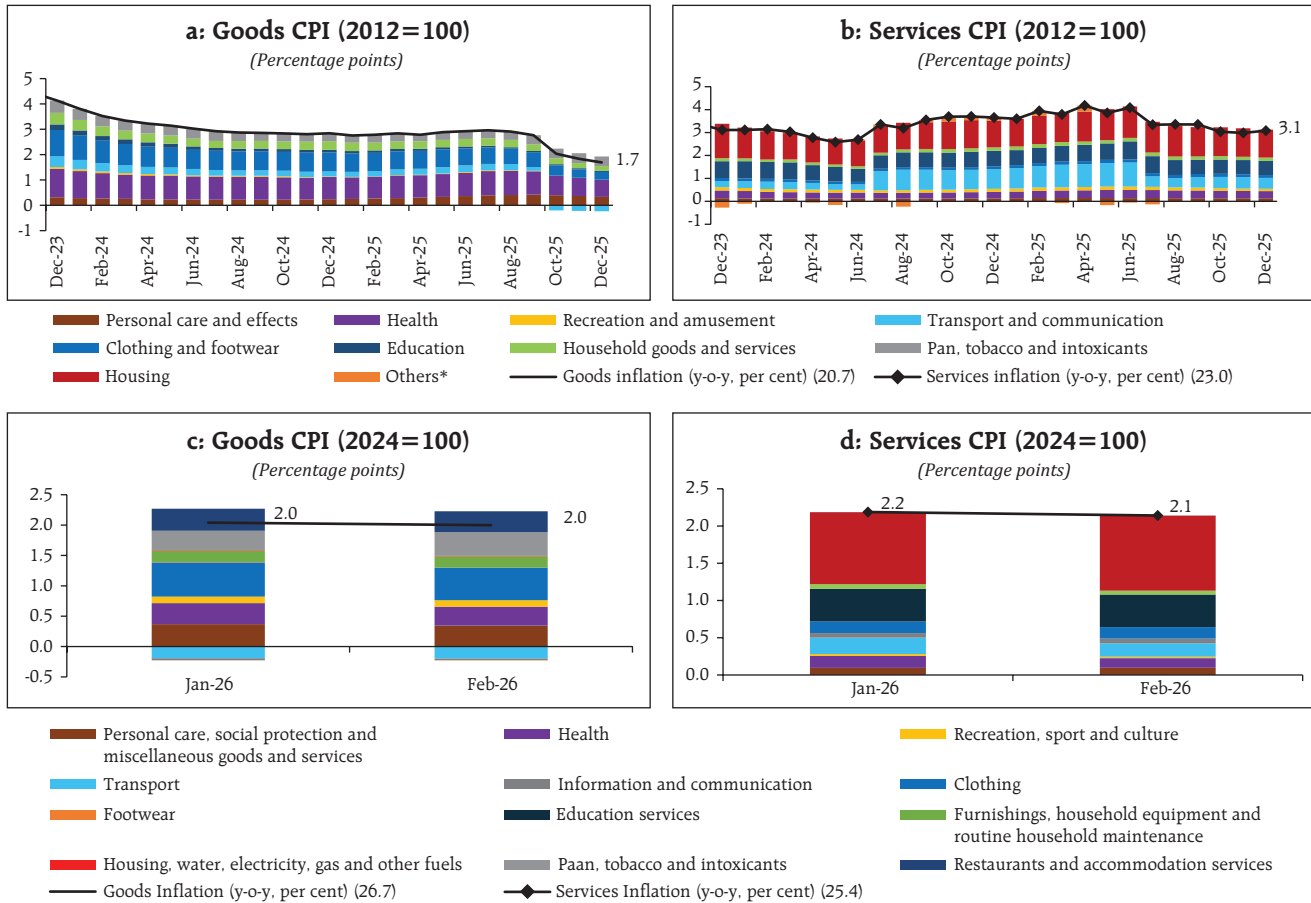 a: Goods CPI (2012=100)
(Percentage points)
5
4
3
2
1
0
-1
1.7
Dec-23
Feb-24
Apr-24
Jun-24
Aug-24
Oct-24
Dec-24
Feb-25
Apr-25
Jun-25
Aug-25
Oct-25
Dec-25
b: Services CPI (2012=100)
(Percentage points)
5
4
3
2
1
0
-1
3.1
Dec-23
Feb-24
Apr-24
Jun-24
Aug-24
Oct-24
Dec-24
Feb-25
Apr-25
Jun-25
Aug-25
Oct-25
Dec-25
Personal care and effects
Health
Recreation and amusement
Transport and communication
Clothing and footwear
Education
Household goods and services
Pan, tobacco and intoxicants
Housing
Others*
Goods inflation (y-o-y, per cent) (20.7)
Services inflation (y-o-y, per cent) (23.0)
c: Goods CPI (2024=100)
(Percentage points)
2.5
2.0
1.5
1.0
0.5
0.0
-0.5
2.0
2.0
Jan-26
Feb-26
d: Services CPI (2024=100)
(Percentage points)
2.5
2.0
1.5
1.0
0.5
0.0
2.2
2.1
Jan-26
Feb-26
Personal care, social protection and
miscellaneous goods and services
Health
Recreation, sport and culture
Transport
Information and communication
Clothing
Footwear
Education services
Furnishings, household equipment and
routine household maintenance
Housing, water, electricity, gas and other fuels
Paan, tobacco and intoxicants
Restaurants and accommodation services
Goods Inflation (y-o-y, per cent) (26.7)
Services Inflation (y-o-y, per cent) (25.4)